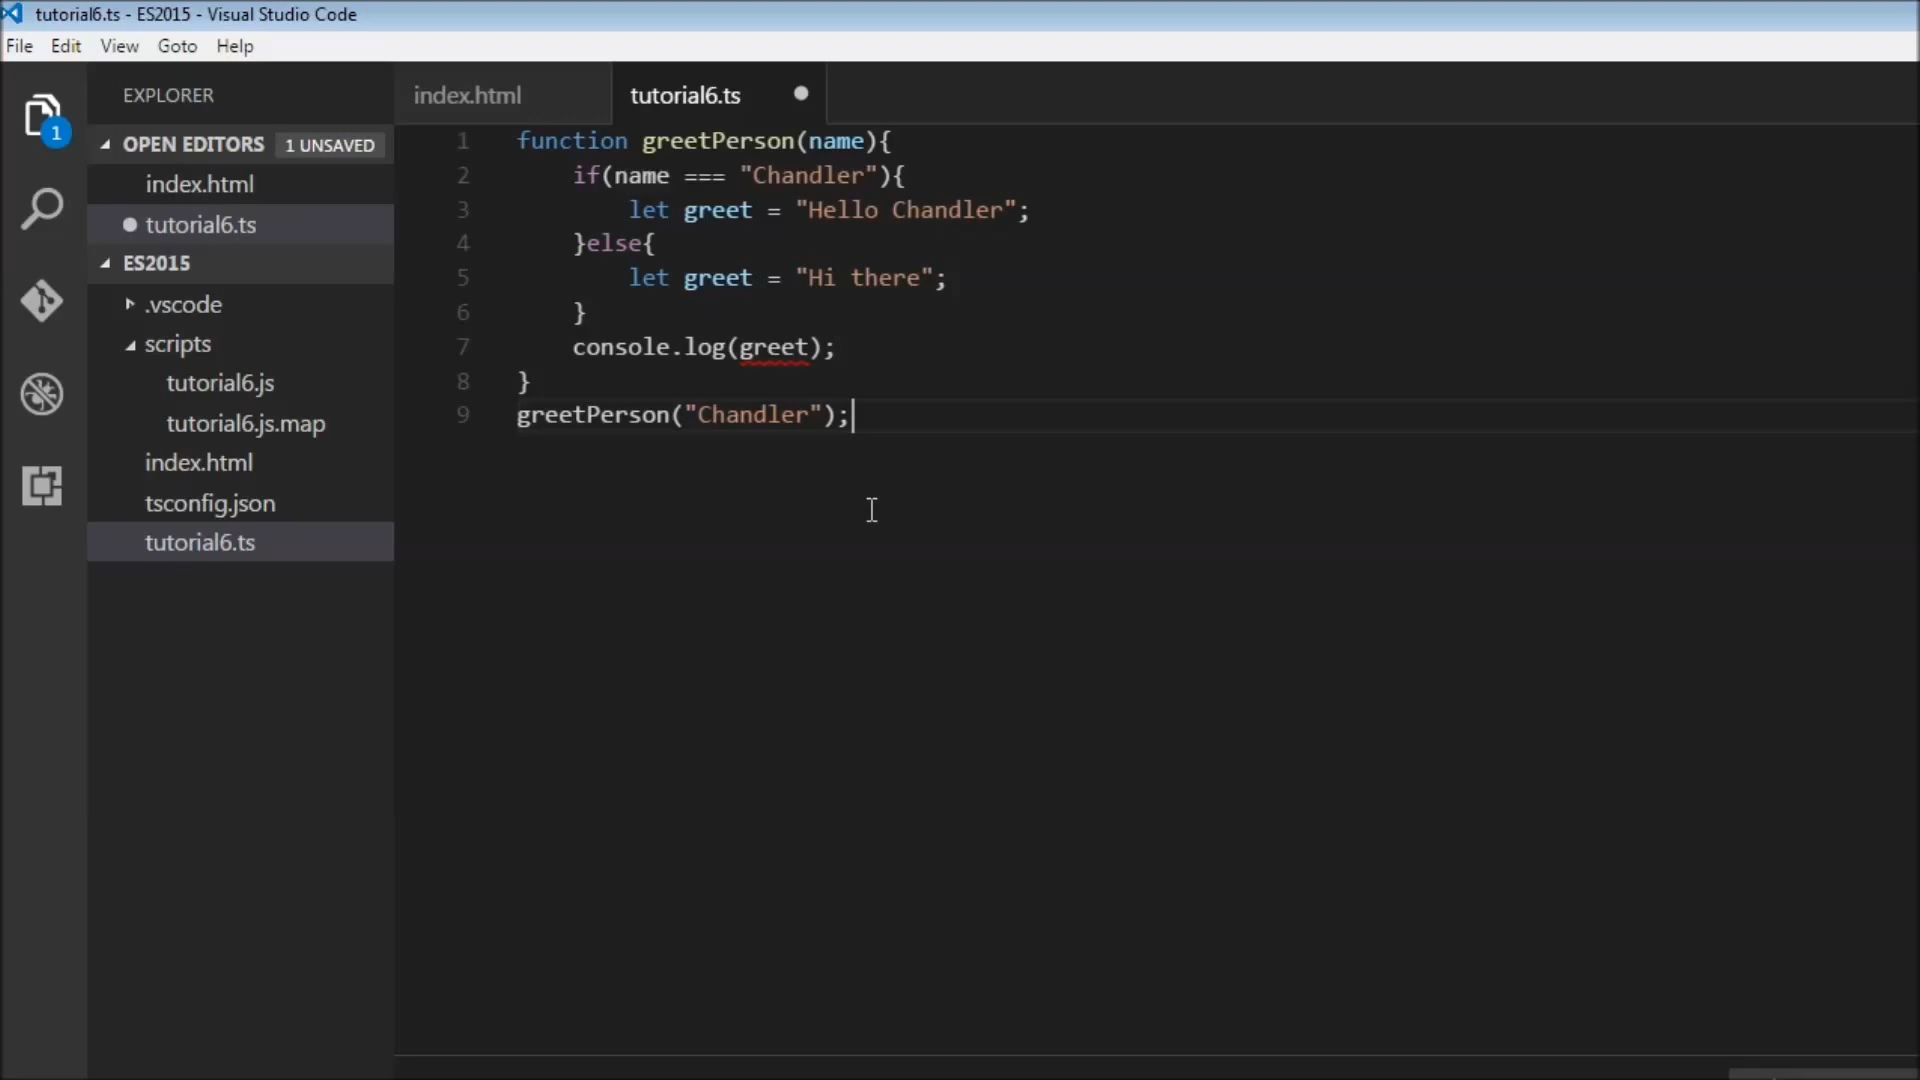 tutorial6.ts - ES2015 - Visual Studio Code
File Edit View Goto Help
EXPLORER
1
OPEN EDITORS 1 UNSAVED
index.html
tutorial6.ts
ES2015
.vscode
scripts
tutorial6.js
tutorial6.js.map
index.html
tsconfig.json
tutorial6.ts
index.html tutorial6.ts
1 function greetPerson(name){
2 if(name === "Chandler"){
3 let greet = "Hello Chandler";
4 }else{
5 let greet = "Hi there";
6 }
7 console.log(greet);
8 }
9 greetPerson("Chandler");